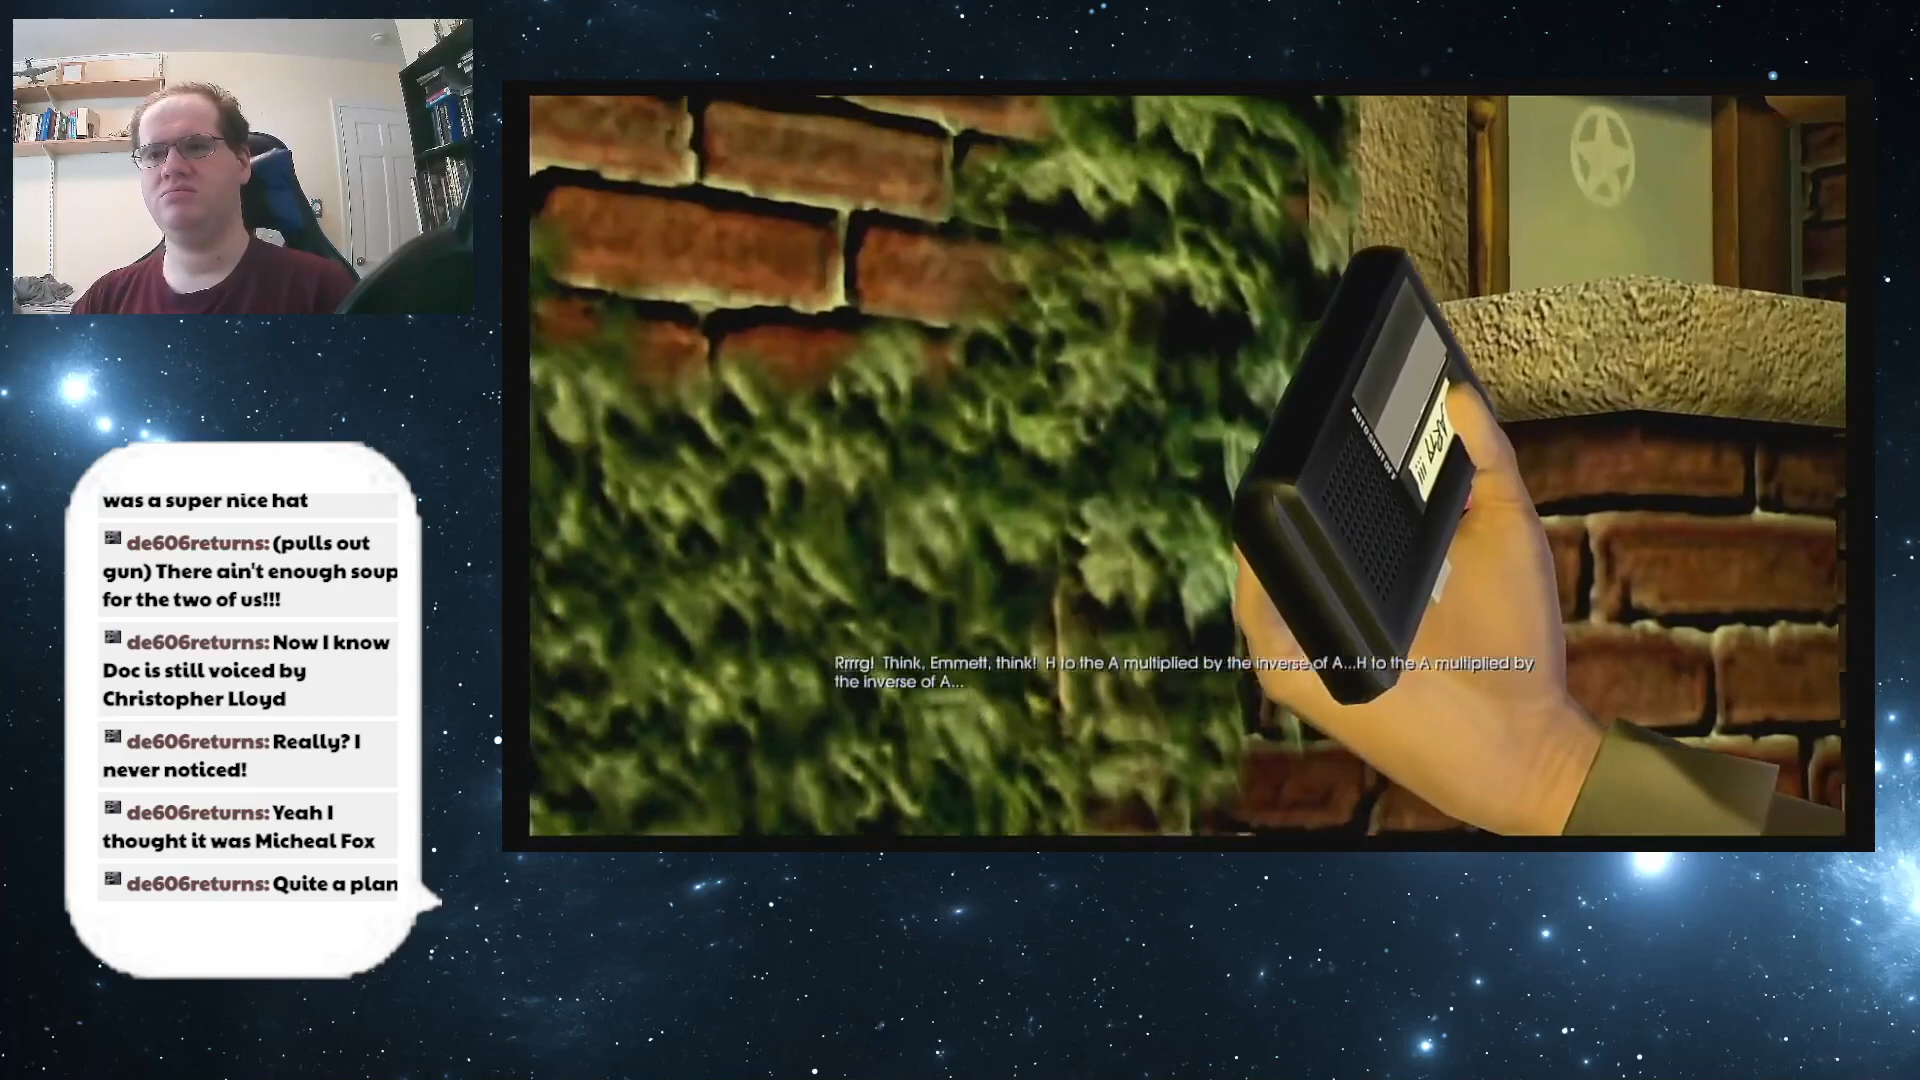 was a super nice hat
de606returns: (pulls out
gun) There ain't enough soup
for the two of us!!!
de606returns: Now I know
Doc is still voiced by
Christopher Lloyd
de606returns: Really? I
never noticed!
de606returns: Yeah I
thought it was Micheal Fox
de606returns: Quite a plan
AUTOSHUTOFF
Rrrrg! Think, Emmett, think! H to the A multiplied by the inverse of A...H to the A multiplied by
the inverse of A...